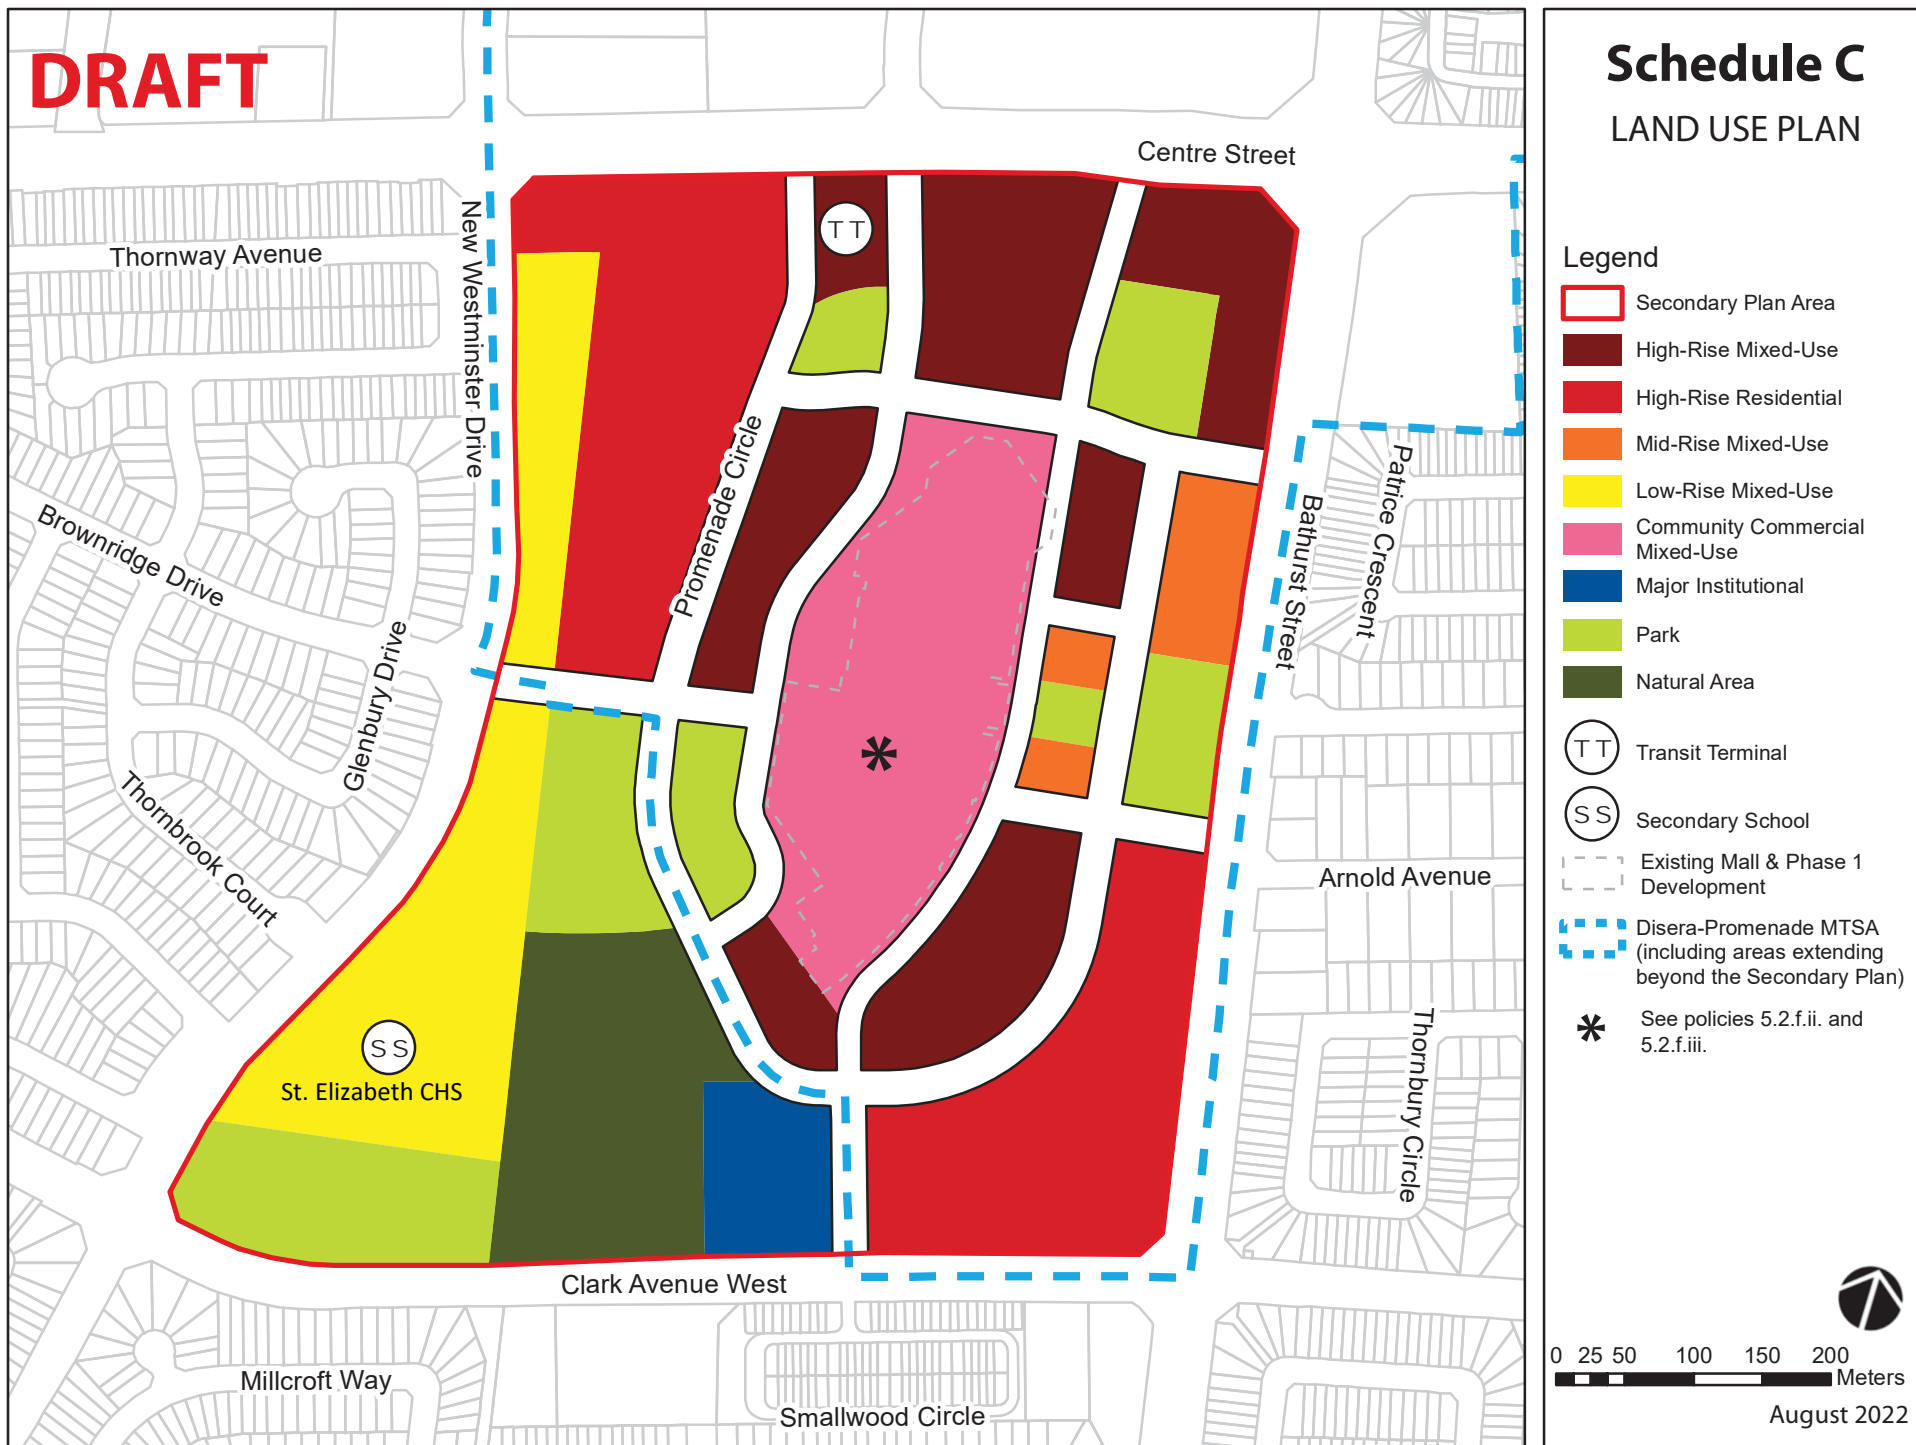 DRAFT
Centre Street
Thornway Avenue
New Westminster Drive
TT
Promenade Circle
Brownridge Drive
Glenbury Drive
Thornbrook Court
Patrice Crescent
Bathurst Street
*
Arnold Avenue
Thornbury Circle
SS
St. Elizabeth CHS
Clark Avenue West
Millcroft Way
Smallwood Circle
Schedule C
LAND USE PLAN
Legend
Secondary Plan Area
High-Rise Mixed-Use
High-Rise Residential
Mid-Rise Mixed-Use
Low-Rise Mixed-Use
Community Commercial
Mixed-Use
Major Institutional
Park
Natural Area
TT Transit Terminal
SS Secondary School
Existing Mall & Phase 1
Development
Disera-Promenade MTSA
(including areas extending
beyond the Secondary Plan)
* See policies 5.2.f.ii. and
5.2.f.iii.
0 25 50 100 150 200
Meters
August 2022